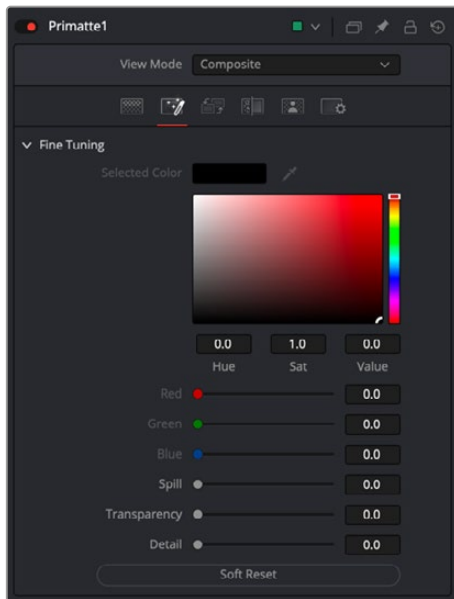 Primatte1
View Mode Composite
Fine Tuning
Selected Color
0.0 1.0 0.0
Hue Sat Value
Red 0.0
Green 0.0
Blue 0.0
Spill 0.0
Transparency 0.0
Detail 0.0
Soft Reset